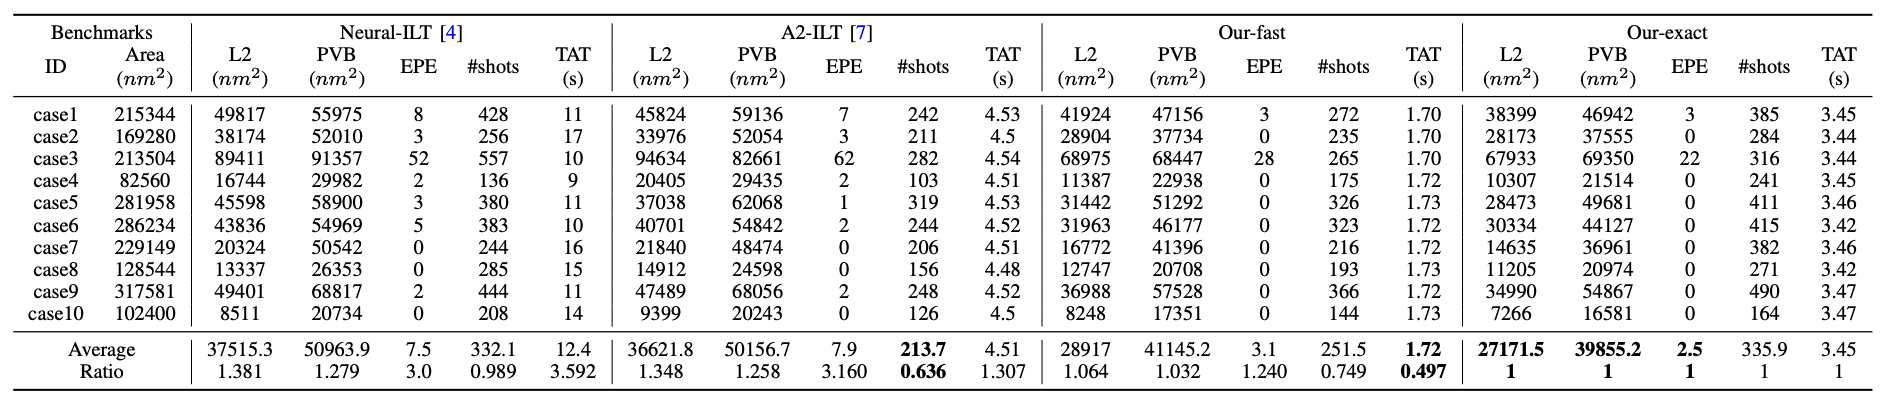 Benchmarks Neural-ILT [4] A2-ILT [7] Our-fast Our-exact
ID Area (nm²) L2 (nm²) PVB (nm²) EPE #shots TAT (s) L2 (nm²) PVB (nm²) EPE #shots TAT (s) L2 (nm²) PVB (nm²) EPE #shots TAT (s) L2 (nm²) PVB (nm²) EPE #shots TAT (s)
case1 215344 49817 55975 8 428 11 45824 59136 7 242 4.53 41924 47156 3 272 1.70 38399 46942 3 385 3.45
case2 169280 38174 52010 3 256 17 33976 52054 3 211 4.5 28904 37734 0 235 1.70 28173 37555 0 284 3.44
case3 213504 89411 91357 52 557 10 94634 82661 62 282 4.54 68975 68447 28 265 1.70 67933 69350 22 316 3.44
case4 82560 16744 29982 2 136 9 20405 29435 2 103 4.51 11387 22938 0 175 1.72 10307 21514 0 241 3.45
case5 281958 45598 58900 3 380 11 37038 62068 1 319 4.53 31442 51292 0 326 1.73 28473 49681 0 411 3.46
case6 286234 43836 54969 5 383 10 40701 54842 2 244 4.52 31963 46177 0 323 1.72 30334 44127 0 415 3.42
case7 229149 20324 50542 0 244 16 21840 48474 0 206 4.51 16772 41396 0 216 1.72 14635 36961 0 382 3.46
case8 128544 13337 26353 0 285 15 14912 24598 0 156 4.48 12747 20708 0 193 1.73 11205 20974 0 271 3.42
case9 317581 49401 68817 2 444 11 47489 68056 2 248 4.52 36988 57528 0 366 1.72 34990 54867 0 490 3.47
case10 102400 8511 20734 0 208 14 9399 20243 0 126 4.5 8248 17351 0 144 1.73 7266 16581 0 164 3.47
Average 37515.3 50963.9 7.5 332.1 12.4 36621.8 50156.7 7.9 213.7 4.51 28917 41145.2 3.1 251.5 1.72 27171.5 39855.2 2.5 335.9 3.45
Ratio 1.381 1.279 3.0 0.989 3.592 1.348 1.258 3.160 0.636 1.307 1.064 1.032 1.240 0.749 0.497 1 1 1 1 1